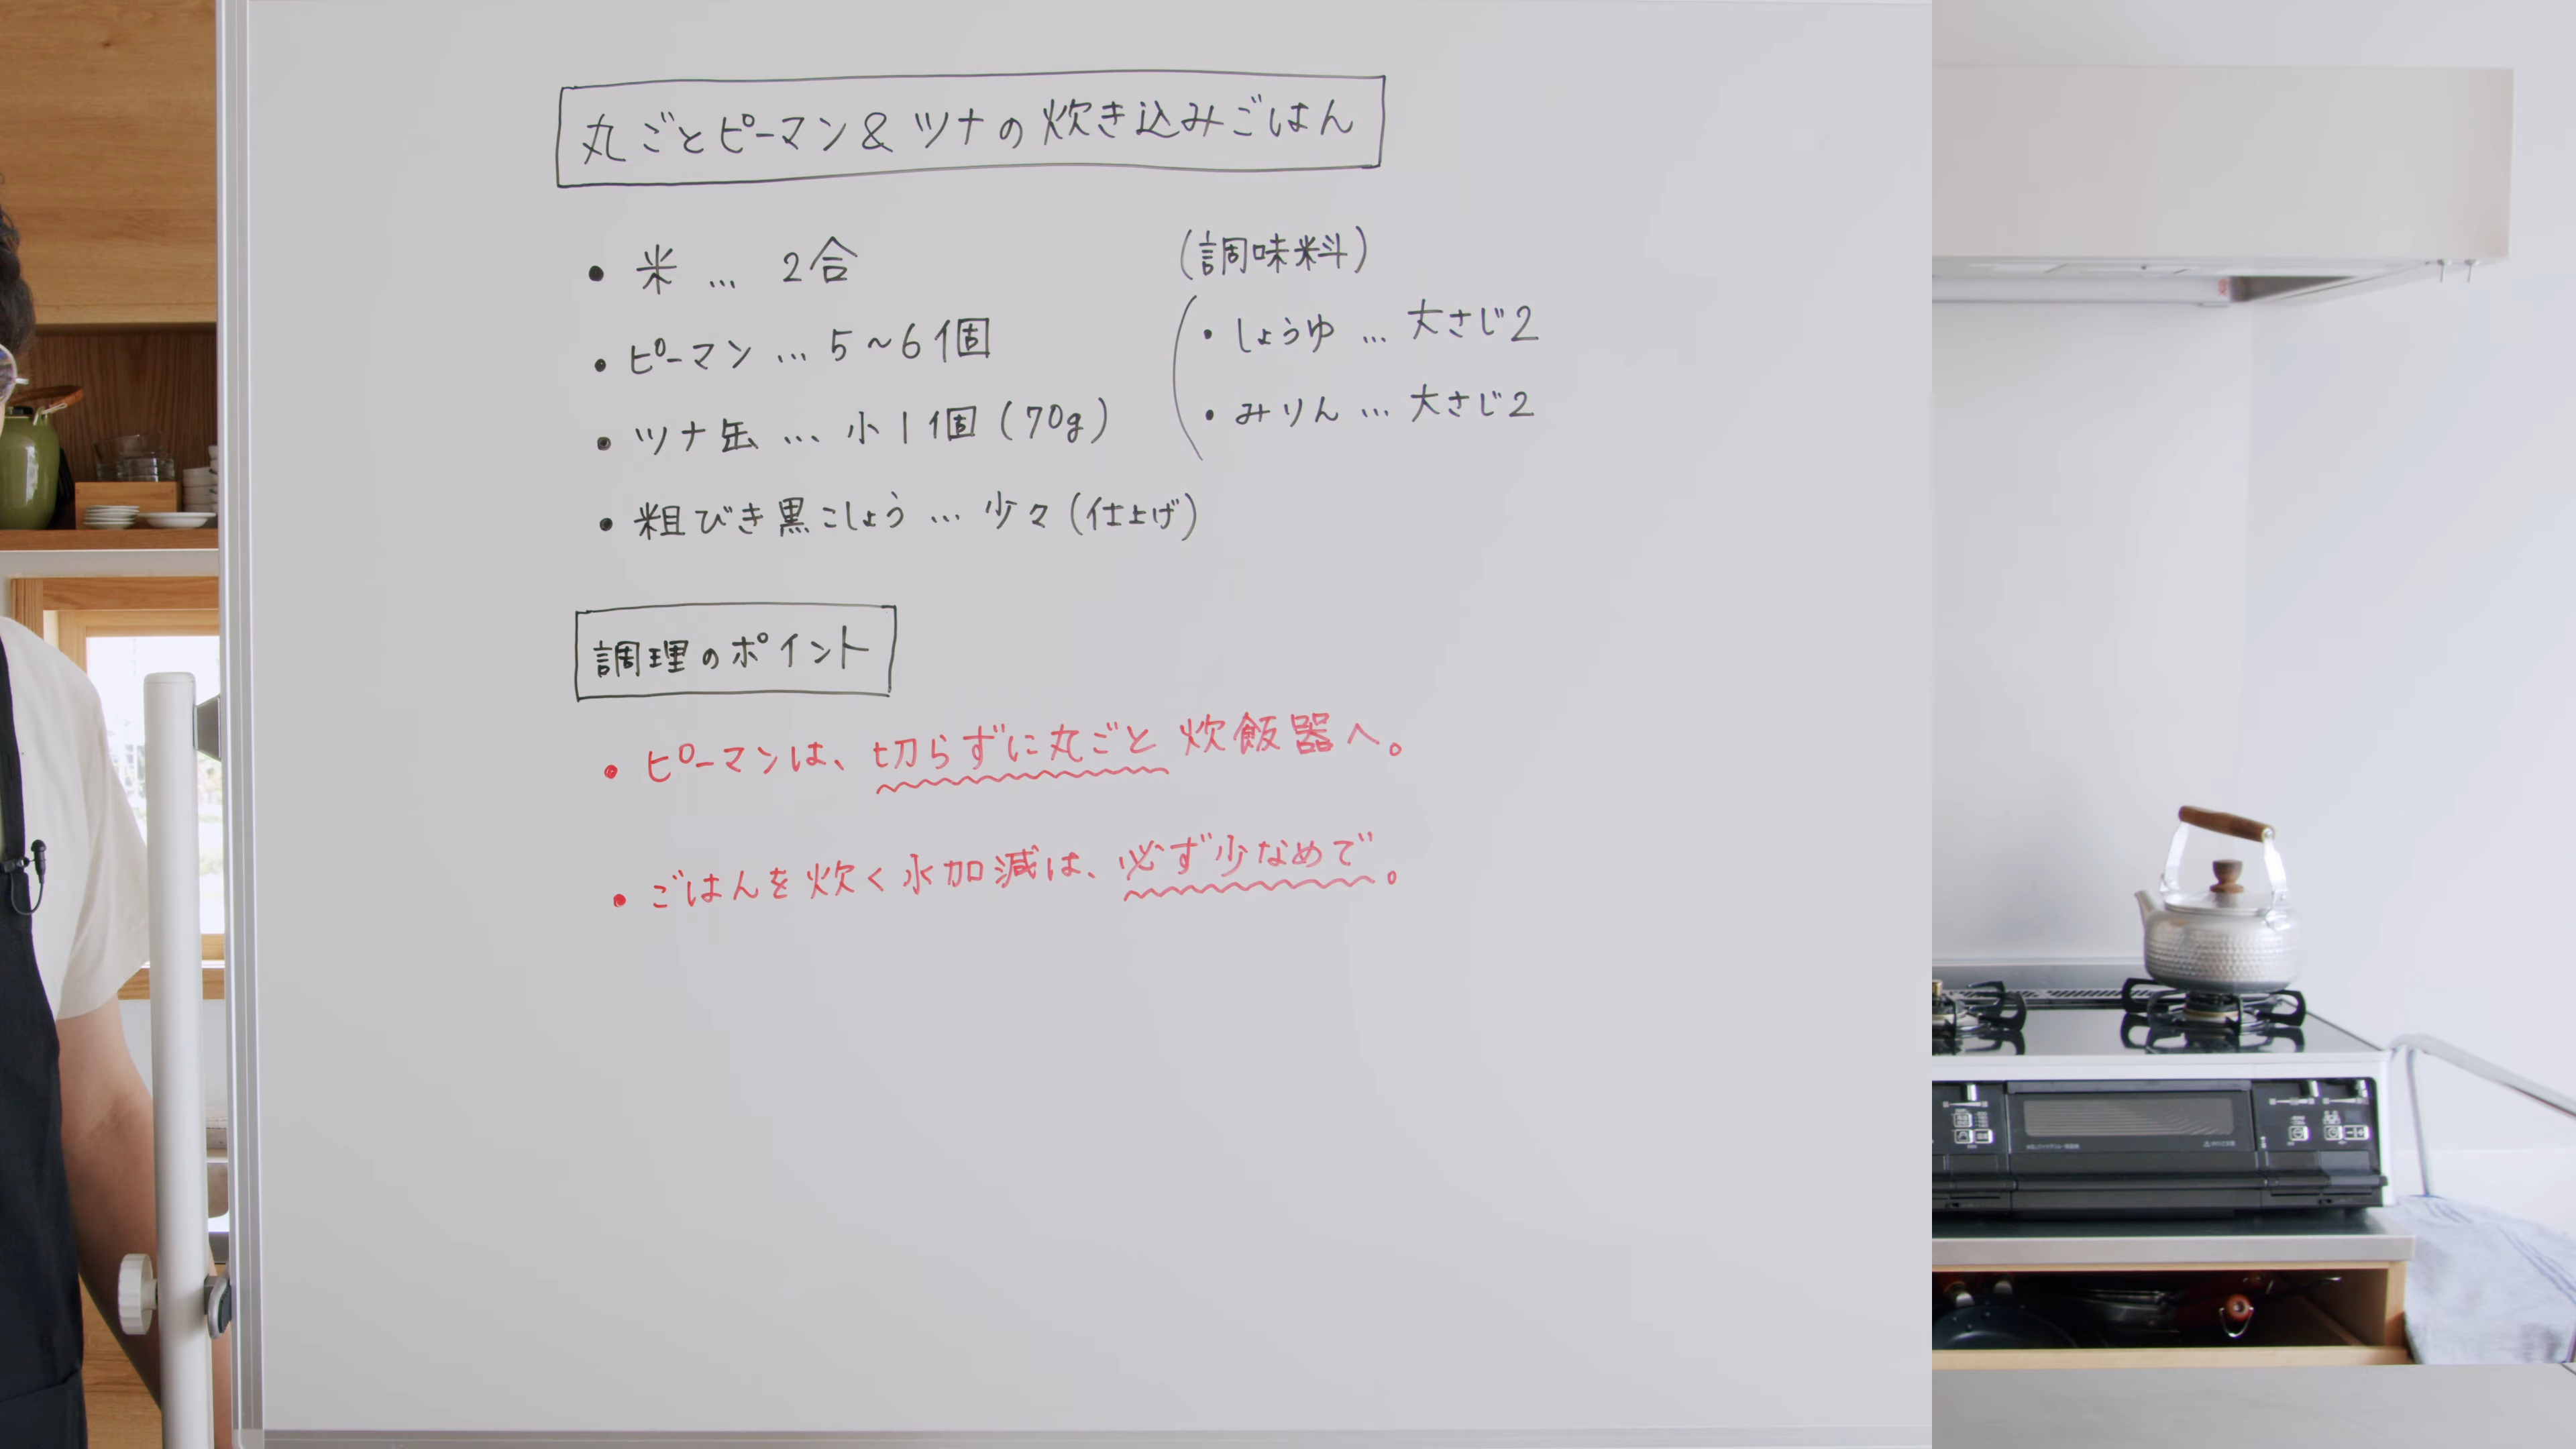 丸ごとピーマン&ツナの炊き込みごはん
• 米 … 2合
• ピーマン … 5~6個
• ツナ缶 … 小1個(70g)
• 粗びき黒こしょう … 少々(仕上げ)
(調味料)
・しょうゆ … 大さじ2
・みりん … 大さじ2
調理のポイント
• ピーマンは、切らずに丸ごと炊飯器へ。
• ごはんを炊く水加減は、必ず少なめで。